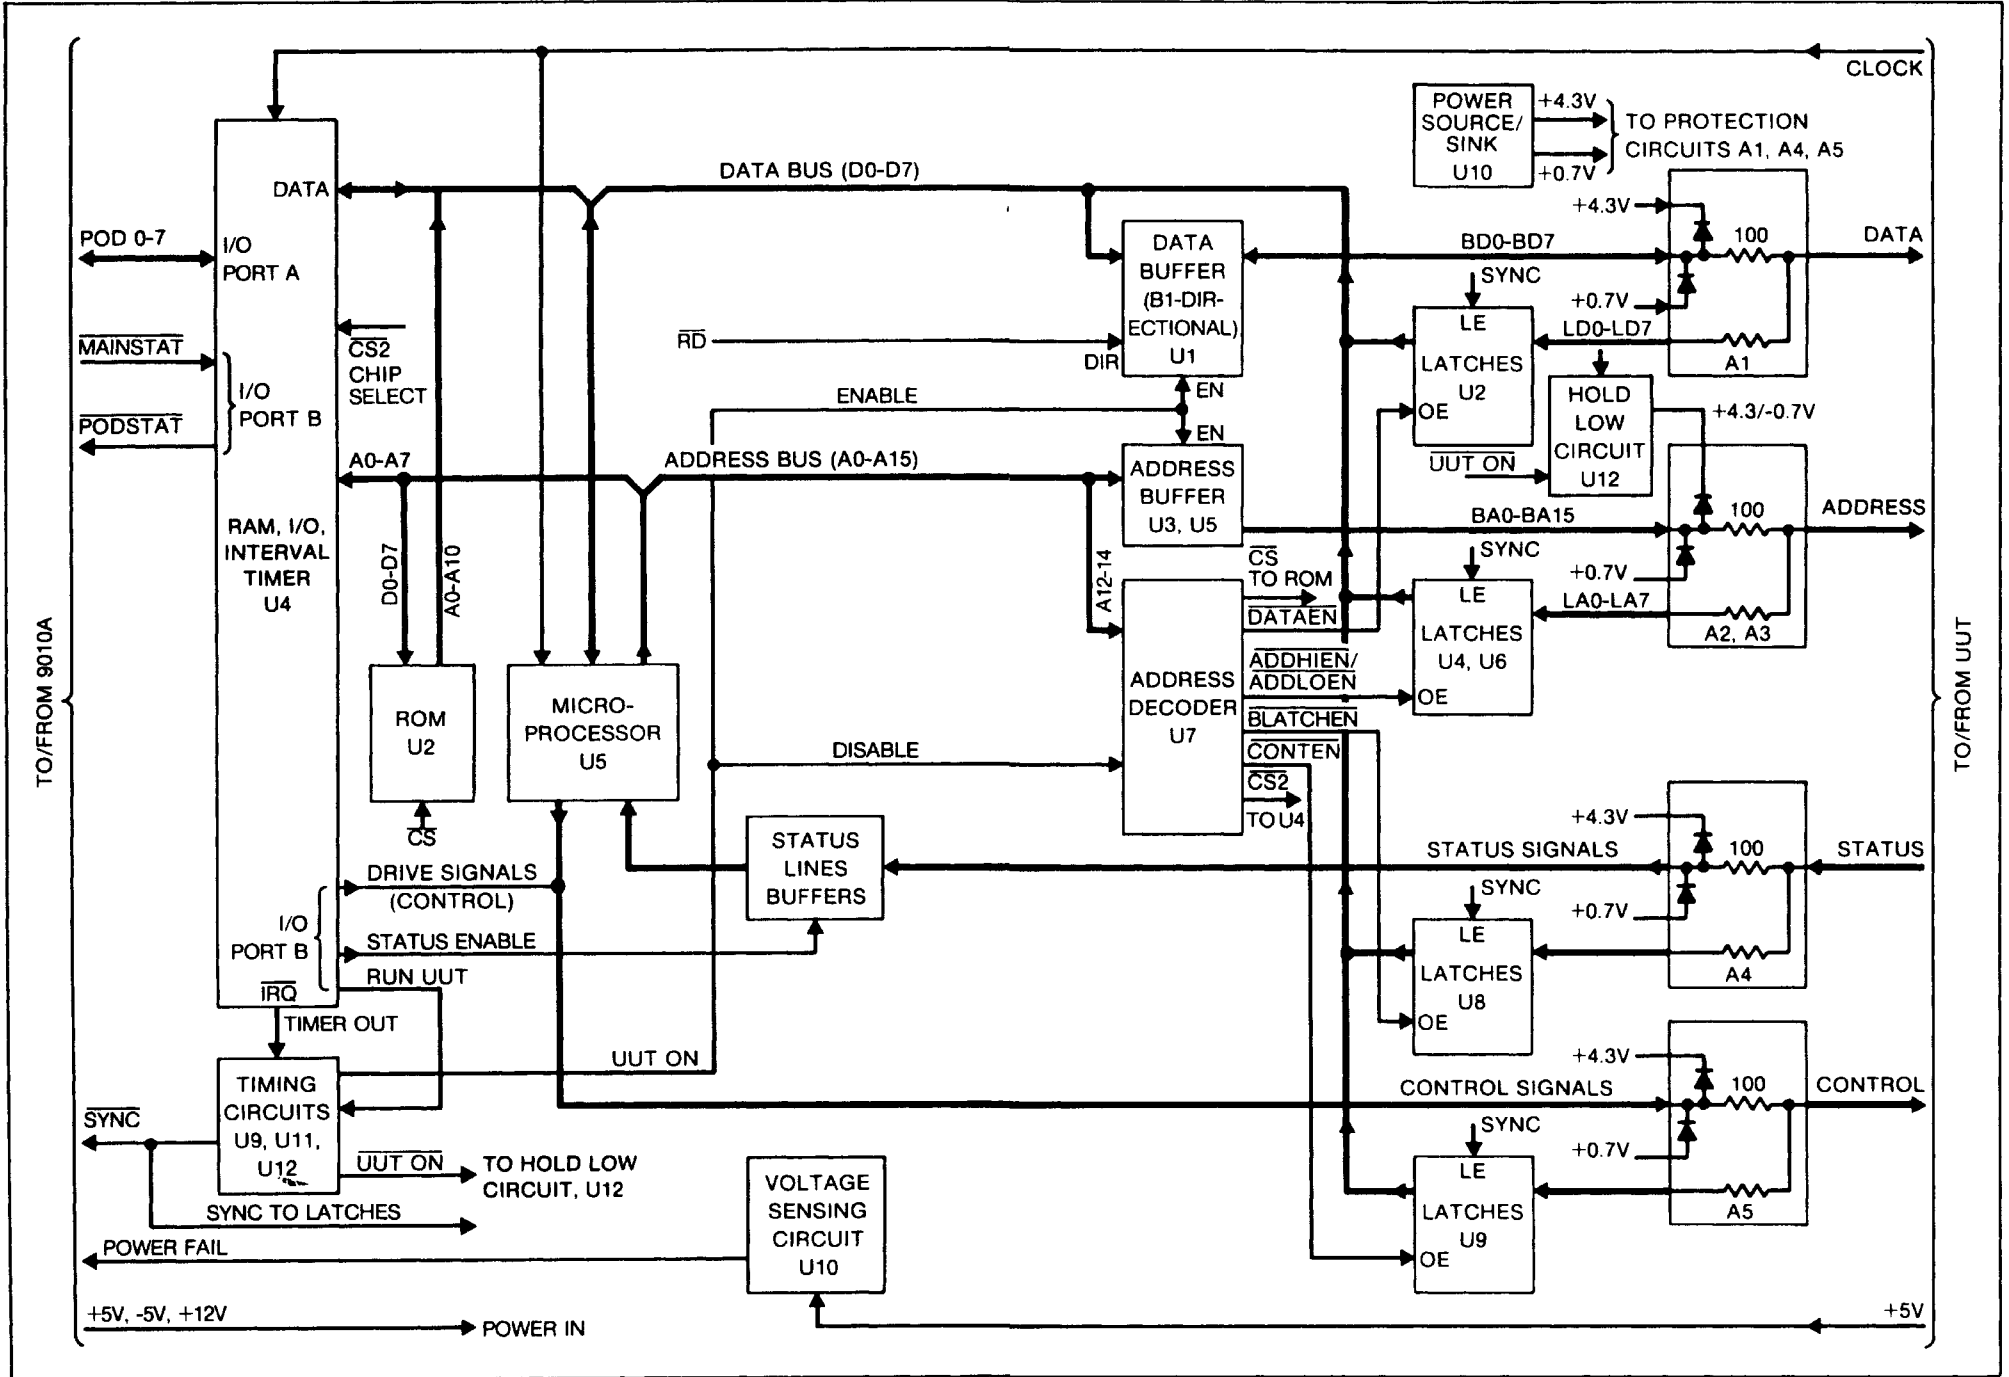 CLOCK
POWER
SOURCE/
SINK
U10
+4.3V
+0.7V
TO PROTECTION
CIRCUITS A1, A4, A5
DATA
DATA BUS (D0-D7)
POD 0-7
I/O
PORT A
MAINSTAT
I/O
PORT B
PODSTAT
CS2
CHIP
SELECT
A0-A7
RAM, I/O,
INTERVAL
TIMER
U4
D0-D7
A0-A10
ROM
U2
CS
MICRO-
PROCESSOR
U5
RD
DIR
DATA
BUFFER
(B1-DIR-
ECTIONAL)
U1
EN
ENABLE
EN
ADDRESS BUS (A0-A15)
ADDRESS
BUFFER
U3, U5
A12-14
ADDRESS
DECODER
U7
DISABLE
CS
TO ROM
DATAEN
ADDHIEN/
ADDLOEN
BLATCHEN
CONTEN
CS2
TO U4
BD0-BD7
SYNC
LE
LATCHES
U2
OE
+4.3V
+0.7V
100
DATA
LD0-LD7
A1
HOLD
LOW
CIRCUIT
U12
UUT ON
+4.3/-0.7V
BA0-BA15
SYNC
LE
LATCHES
U4, U6
OE
100
ADDRESS
+0.7V
LA0-LA7
A2, A3
TO/FROM 9010A
TO/FROM UUT
STATUS
LINES
BUFFERS
STATUS SIGNALS
+4.3V
100
STATUS
+0.7V
SYNC
LE
LATCHES
U8
OE
A4
DRIVE SIGNALS
(CONTROL)
I/O
PORT B
STATUS ENABLE
RUN UUT
IRQ
TIMER OUT
UUT ON
TIMING
CIRCUITS
U9, U11,
U12
SYNC
UUT ON
TO HOLD LOW
CIRCUIT, U12
SYNC TO LATCHES
POWER FAIL
VOLTAGE
SENSING
CIRCUIT
U10
CONTROL SIGNALS
+4.3V
100
CONTROL
+0.7V
SYNC
LE
LATCHES
U9
OE
A5
+5V, -5V, +12V
POWER IN
+5V